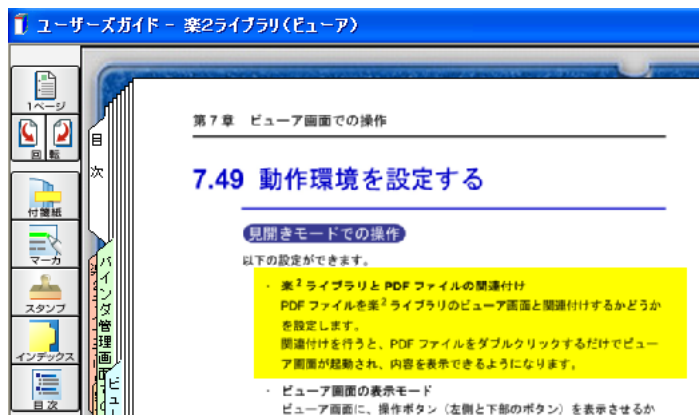 ユーザーズガイド - 楽2ライブラリ(ビューア)
1ページ
回 転
付箋紙
マーカ
スタンプ
インデックス
目次
目次
バインダ管理画面
ビュー
第7章 ビューア画面での操作
7.49 動作環境を設定する
見開きモードでの操作
以下の設定ができます。
・ 楽2 ライブラリと PDF ファイルの関連付け
PDF ファイルを楽2 ライブラリのビューア画面と関連付けするかどうか
を設定します。
関連付けを行うと、PDF ファイルをダブルクリックするだけでビュー
ア画面が起動され、内容を表示できるようになります。
・ ビューア画面の表示モード
ビューア画面に、操作ボタン(左側と下部のボタン)を表示させるか